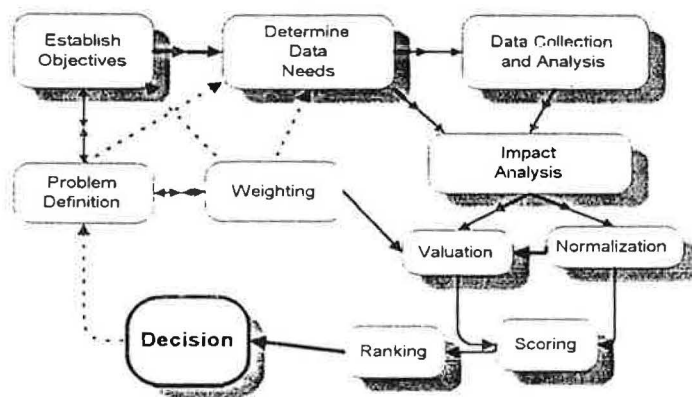 Establish
Objectives
Determine
Data
Needs
Data Collection
and Analysis
Impact
Analysis
Problem
Definition
Weighting
Valuation
Normalization
Decision
Ranking
Scoring